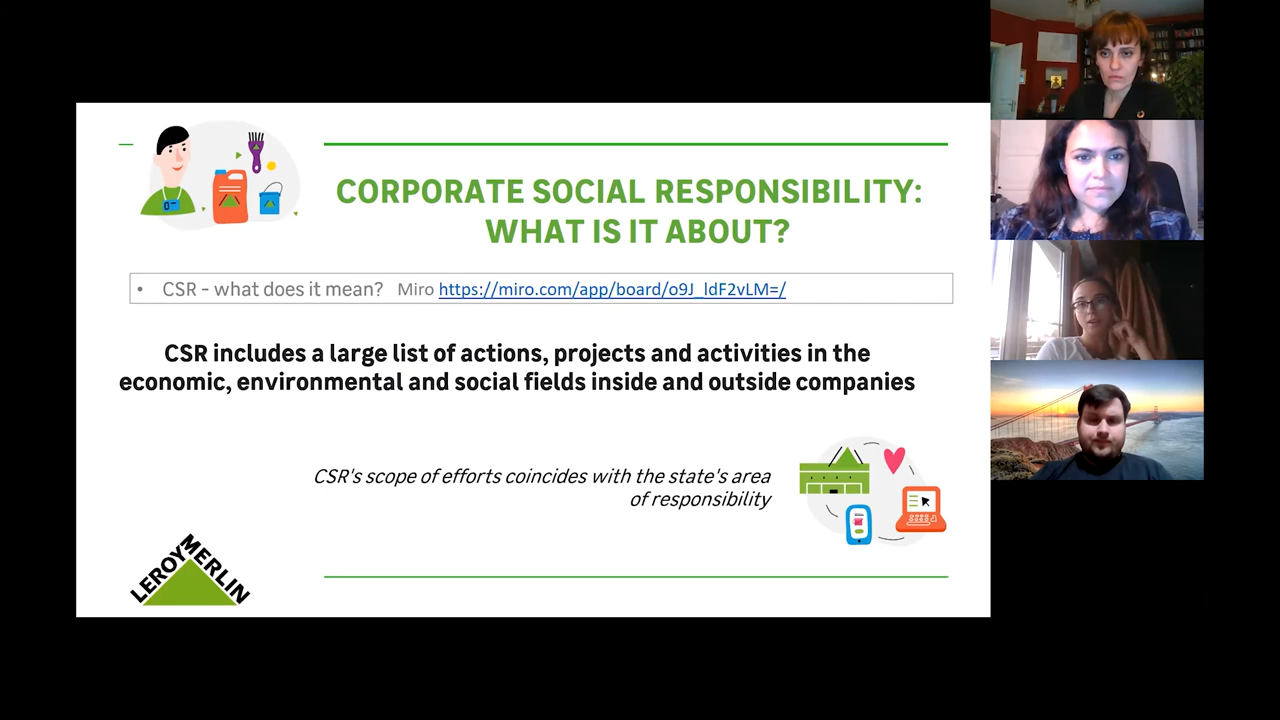 CORPORATE SOCIAL RESPONSIBILITY:
WHAT IS IT ABOUT?
• CSR - what does it mean? Miro https://miro.com/app/board/o9J_ldF2vLM=/
CSR includes a large list of actions, projects and activities in the
economic, environmental and social fields inside and outside companies
CSR's scope of efforts coincides with the state's area
of responsibility
LEROY MERLIN